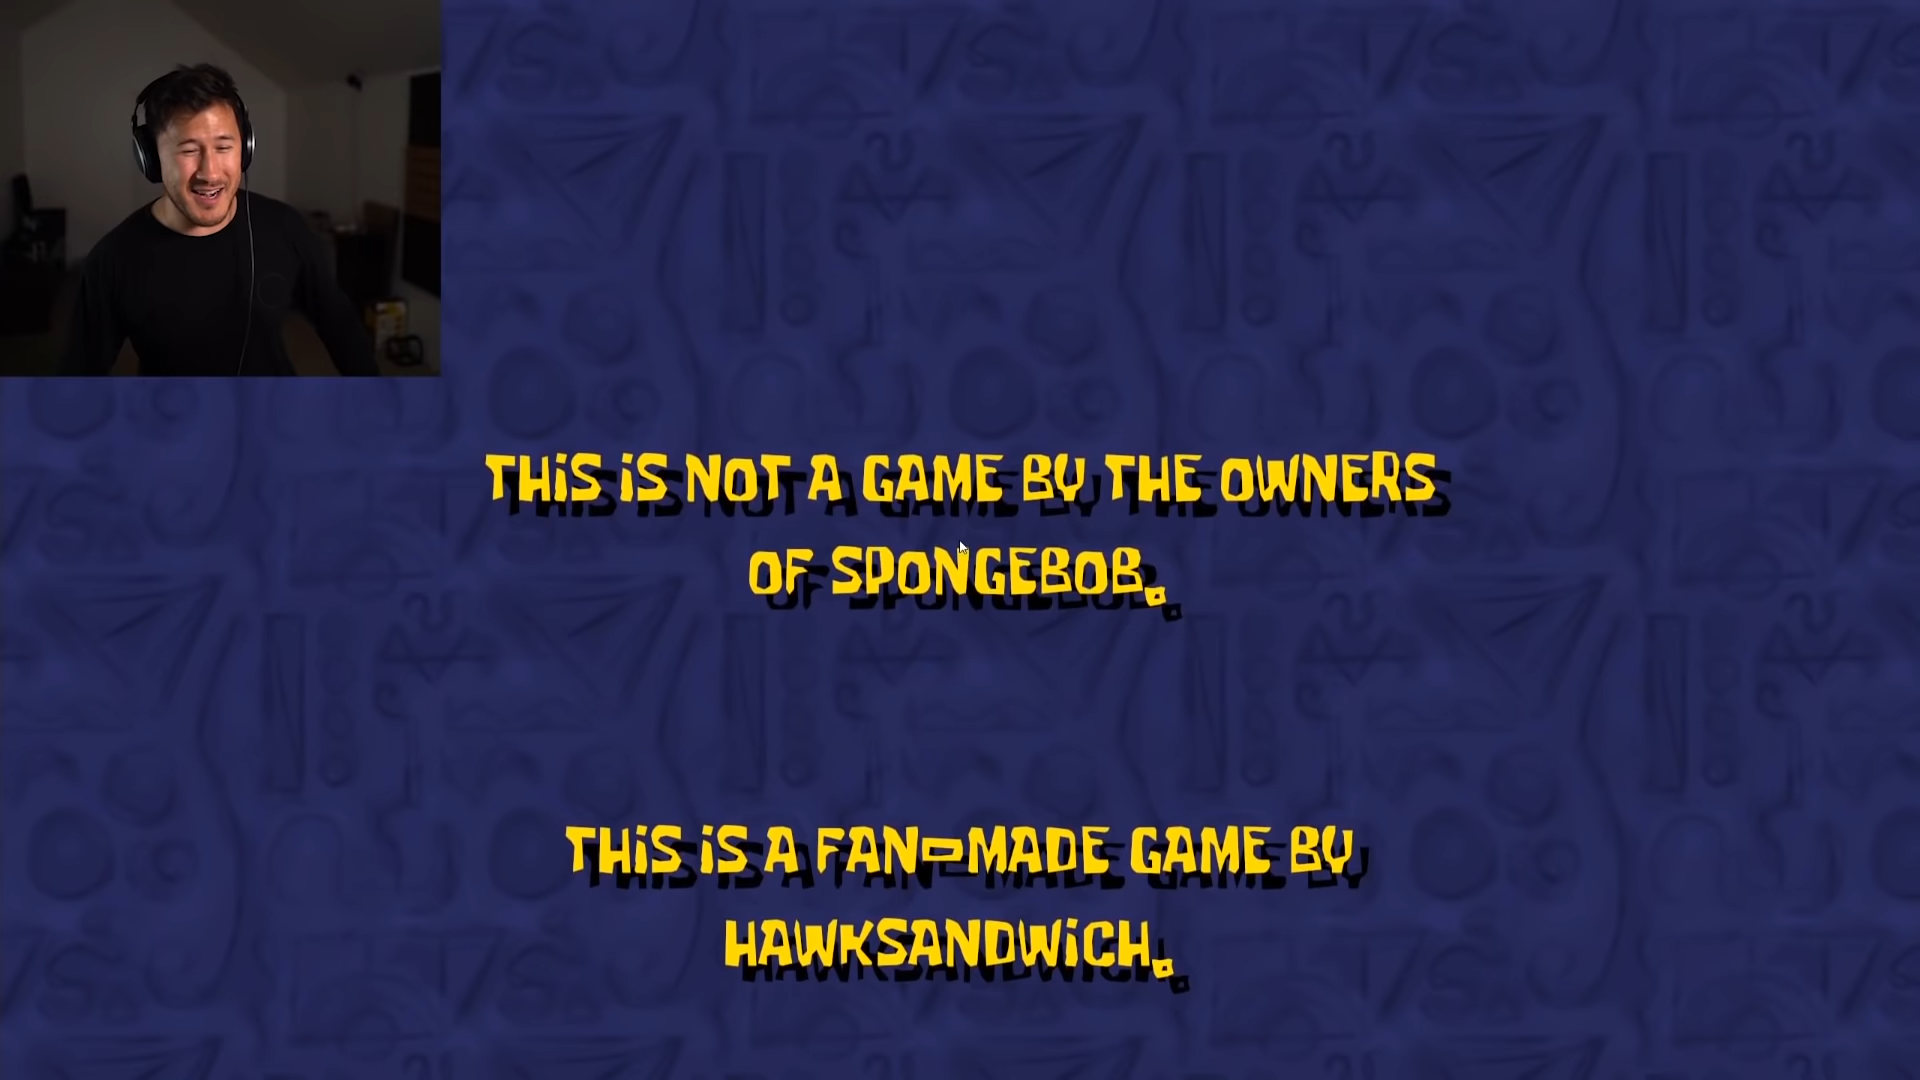 THiS iS NOT A GAME BY THE OWNERS
OF SPONGEBOB.
THiS iS A FAN-MADE GAME BY
HAWKSANDWiCH.